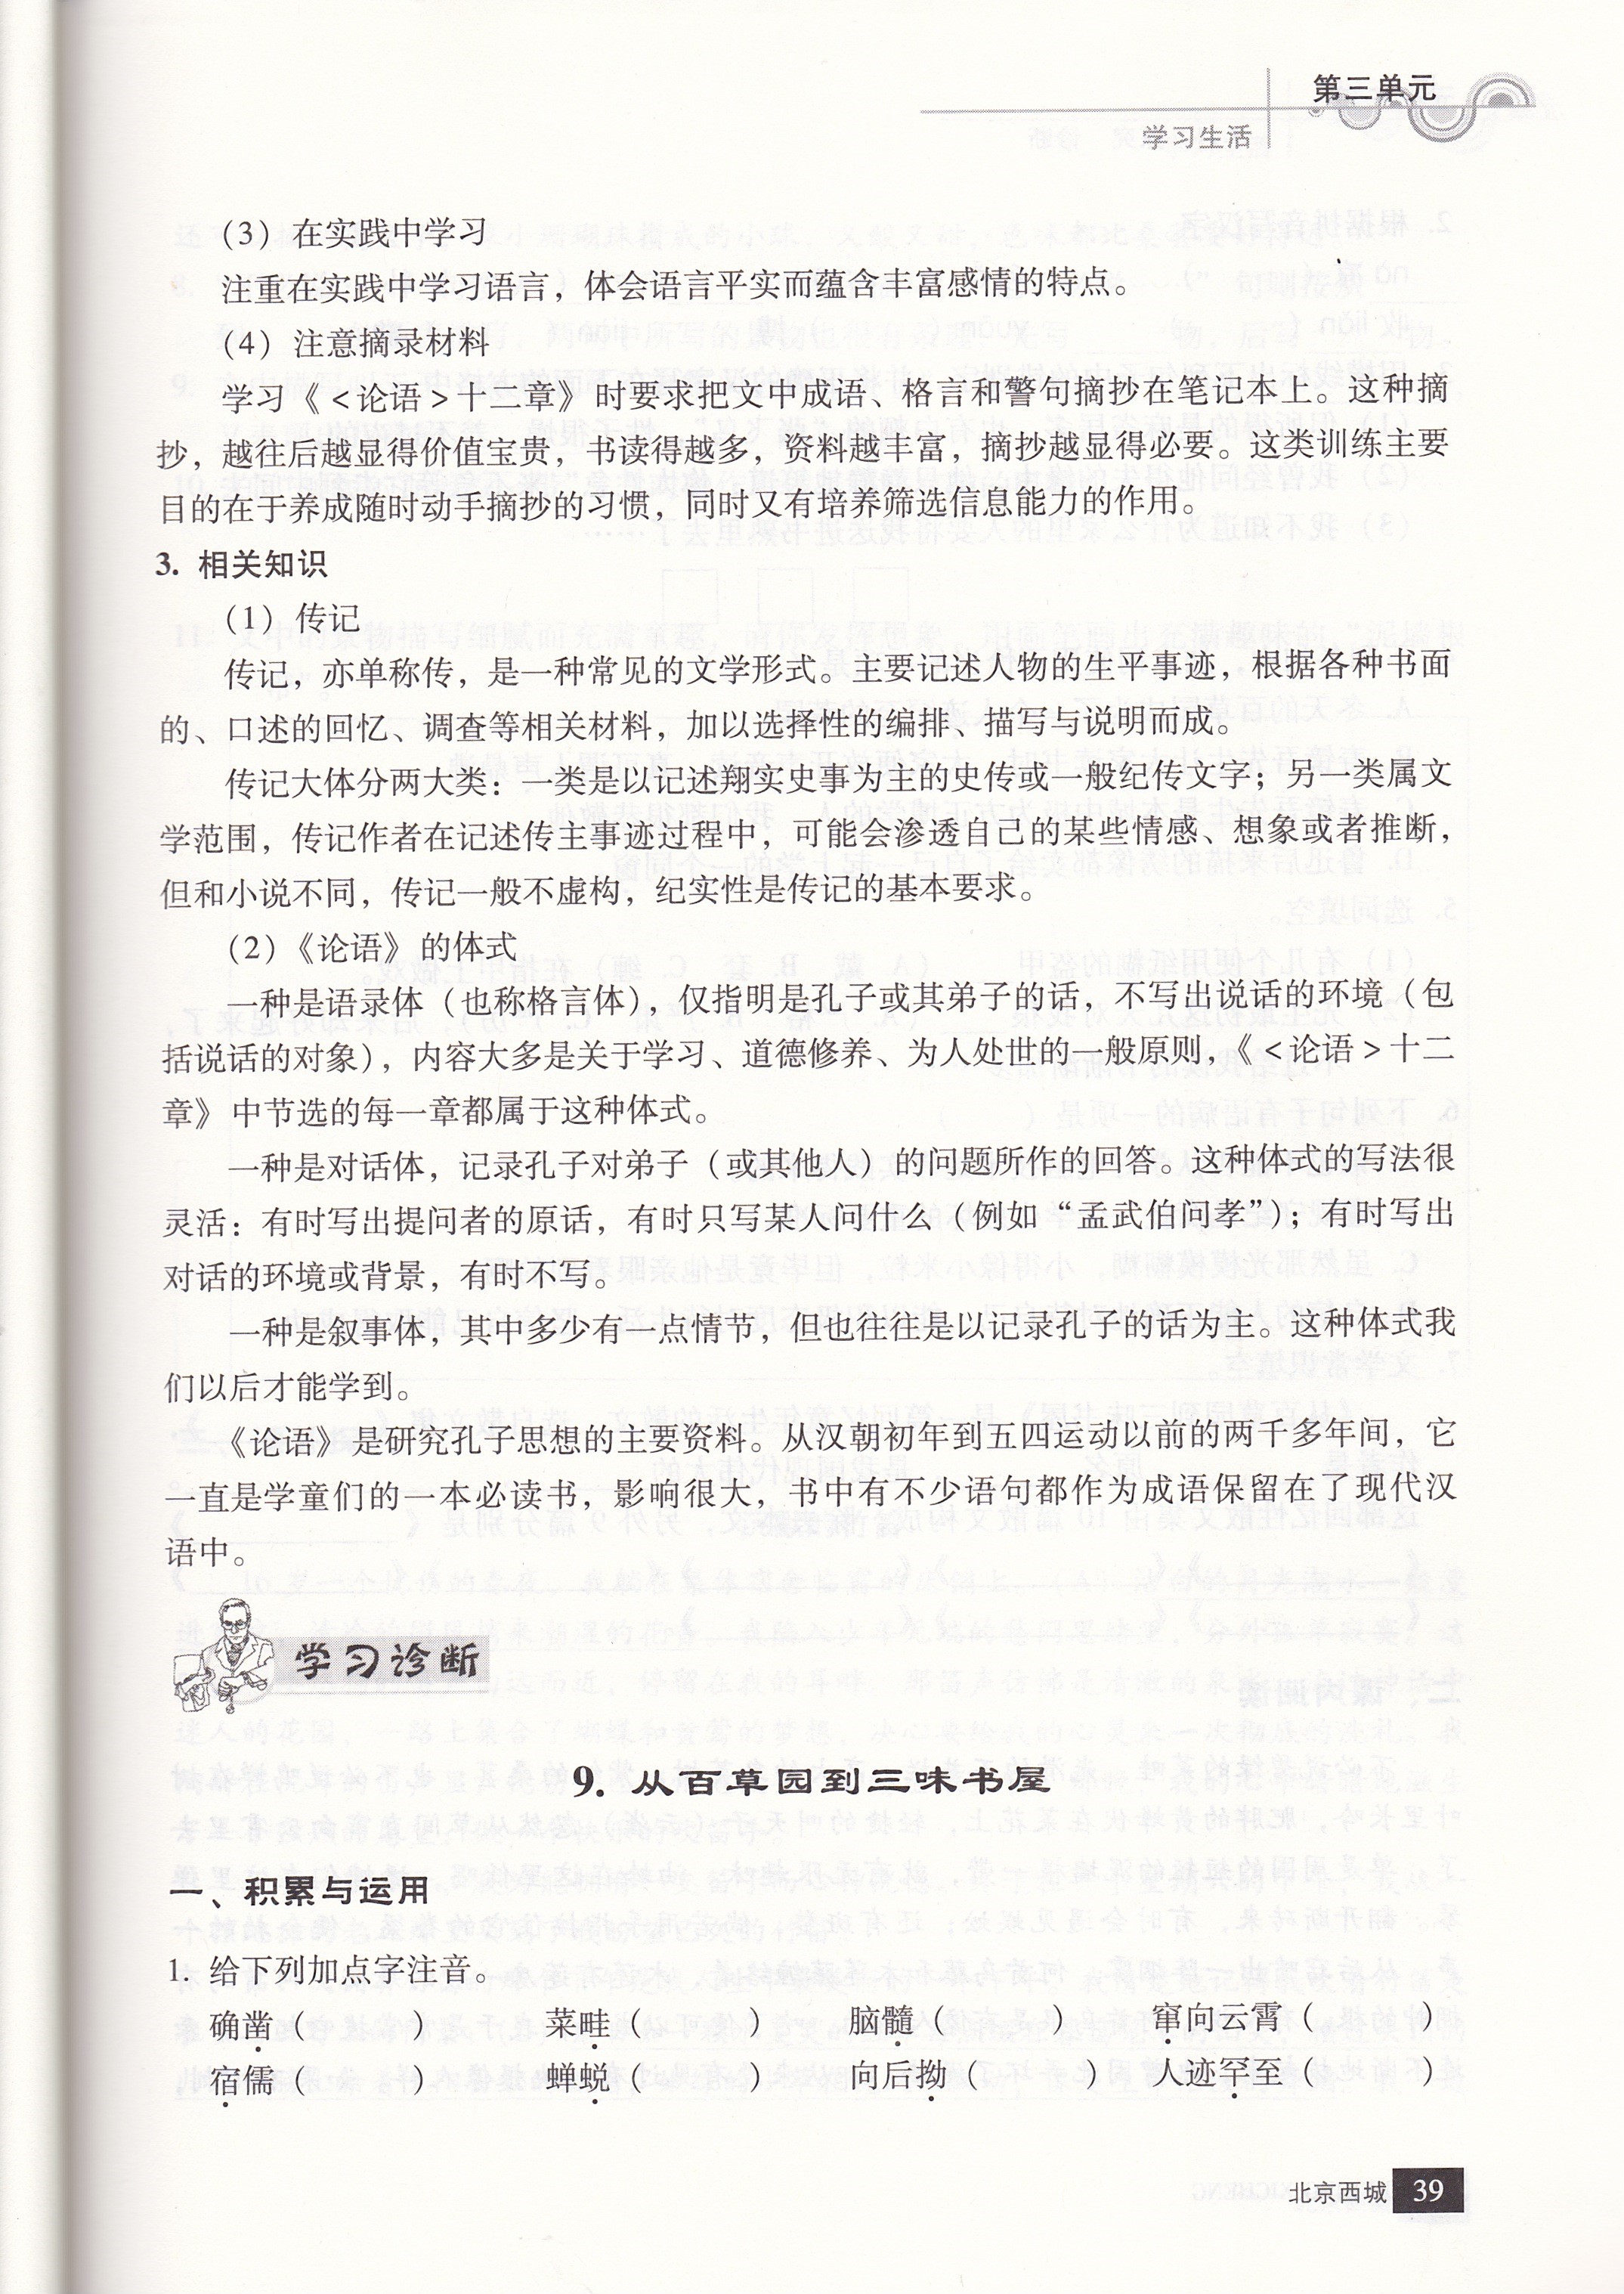 第三单元
学习生活
（3）在实践中学习
注重在实践中学习语言，体会语言平实而蕴含丰富感情的特点。
（4）注意摘录材料
学习《<论语>十二章》时要求把文中成语、格言和警句摘抄在笔记本上。这种摘
抄，越往后越显得价值宝贵，书读得越多，资料越丰富，摘抄越显得必要。这类训练主要
目的在于养成随时动手摘抄的习惯，同时又有培养筛选信息能力的作用。
3. 相关知识
（1）传记
传记，亦单称传，是一种常见的文学形式。主要记述人物的生平事迹，根据各种书面
的、口述的回忆、调查等相关材料，加以选择性的编排、描写与说明而成。
传记大体分两大类：一类是以记述翔实史事为主的史传或一般纪传文字；另一类属文
学范围，传记作者在记述传主事迹过程中，可能会渗透自己的某些情感、想象或者推断，
但和小说不同，传记一般不虚构，纪实性是传记的基本要求。
（2）《论语》的体式
一种是语录体（也称格言体），仅指明是孔子或其弟子的话，不写出说话的环境（包
括说话的对象），内容大多是关于学习、道德修养、为人处世的一般原则，《<论语>十二
章》中节选的每一章都属于这种体式。
一种是对话体，记录孔子对弟子（或其他人）的问题所作的回答。这种体式的写法很
灵活：有时写出提问者的原话，有时只写某人问什么（例如“孟武伯问孝”）；有时写出
对话的环境或背景，有时不写。
一种是叙事体，其中多少有一点情节，但也往往是以记录孔子的话为主。这种体式我
们以后才能学到。
《论语》是研究孔子思想的主要资料。从汉朝初年到五四运动以前的两千多年间，它
一直是学童们的一本必读书，影响很大，书中有不少语句都作为成语保留在了现代汉
语中。
学习诊断
9. 从百草园到三味书屋
一、积累与运用
1. 给下列加点字注音。
确凿（ ） 菜畦（ ） 脑髓（ ） 窜向云霄（ ）
宿儒（ ） 蝉蜕（ ） 向后拗（ ） 人迹罕至（ ）
北京西城 39